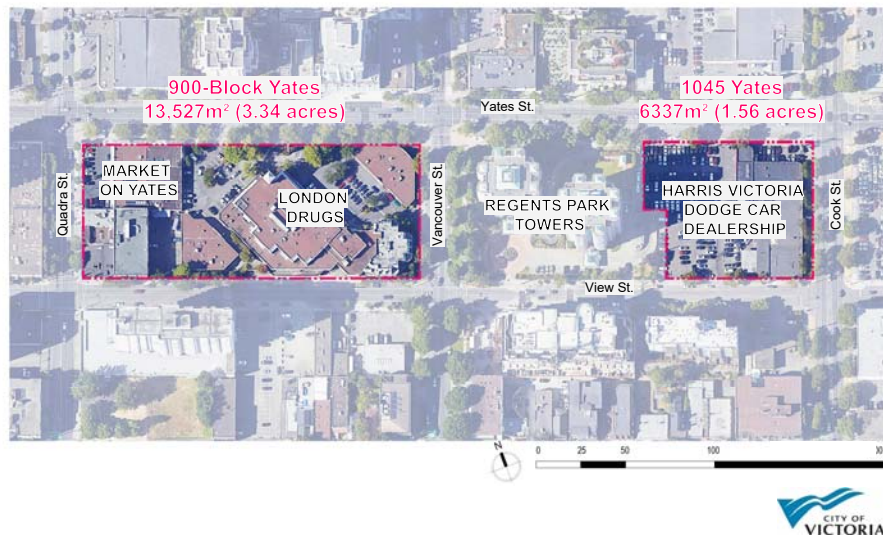 900-Block Yates
13,527m² (3.34 acres)
1045 Yates
6337m² (1.56 acres)
Yates St.
Quadra St.
MARKET
ON YATES
LONDON
DRUGS
Vancouver St.
REGENTS PARK
TOWERS
HARRIS VICTORIA
DODGE CAR
DEALERSHIP
Cook St.
View St.
N
0 25 50 100
CITY OF
VICTORIA